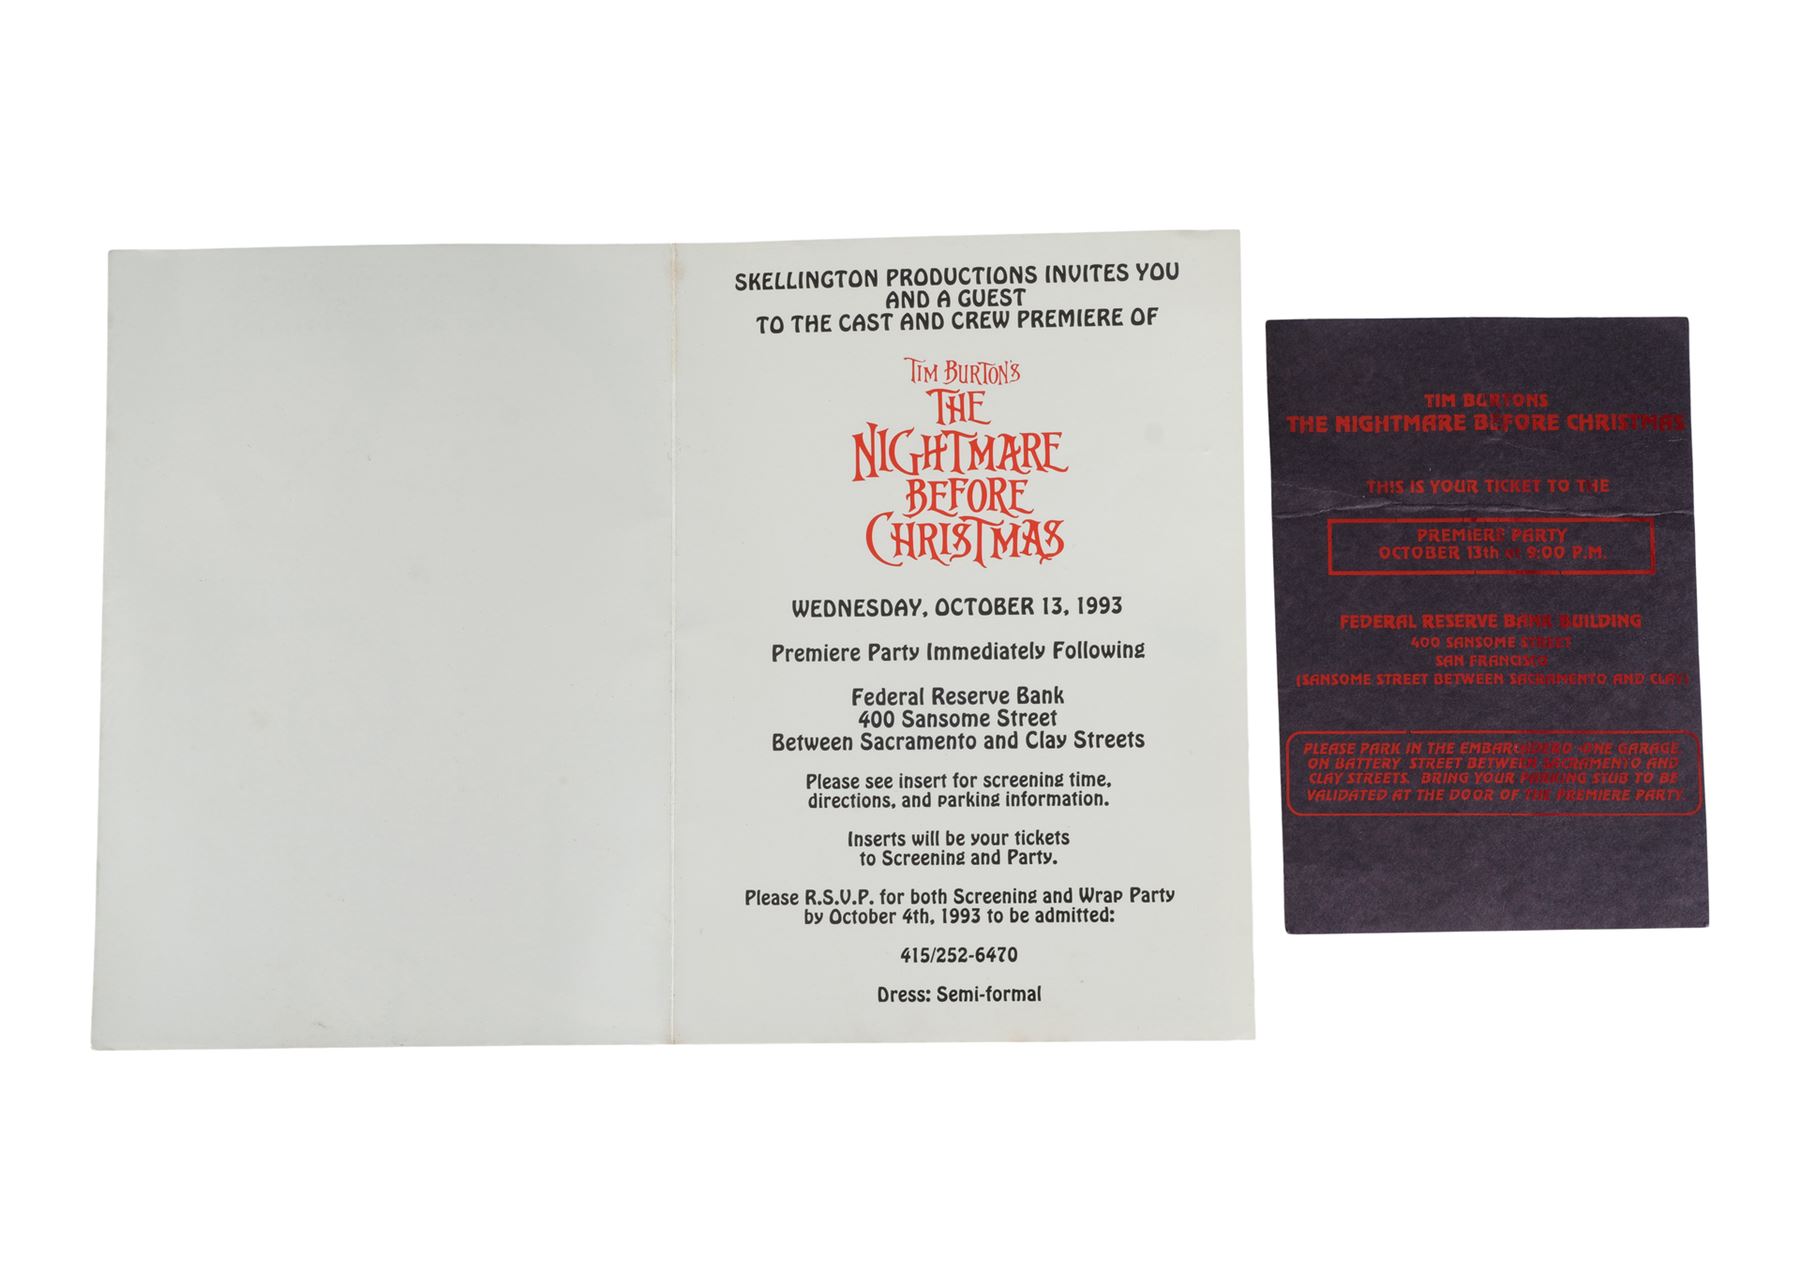 SKELLINGTON PRODUCTIONS INVITES YOU
AND A GUEST
TO THE CAST AND CREW PREMIERE OF
TIM BURTON'S
THE
NIGHTMARE
BEFORE
CHRISTMAS
WEDNESDAY, OCTOBER 13, 1993
Premiere Party Immediately Following
Federal Reserve Bank
400 Sansome Street
Between Sacramento and Clay Streets
Please see insert for screening time,
directions, and parking information.
Inserts will be your tickets
to Screening and Party.
Please R.S.V.P. for both Screening and Wrap Party
by October 4th, 1993 to be admitted:
415/252-6470
Dress: Semi-formal
TIM BURTONS
THE NIGHTMARE BEFORE CHRISTMAS
THIS IS YOUR TICKET TO THE
PREMIERE PARTY
OCTOBER 13th at 9:00 P.M.
FEDERAL RESERVE BANK BUILDING
400 SANSOME STREET
SAN FRANCISCO
(SANSOME STREET BETWEEN SACRAMENTO AND CLAY)
PLEASE PARK IN THE EMBARCADERO ONE GARAGE
ON BATTERY STREET BETWEEN SACRAMENTO AND
CLAY STREETS. BRING YOUR PARKING STUB TO BE
VALIDATED AT THE DOOR OF THE PREMIERE PARTY.